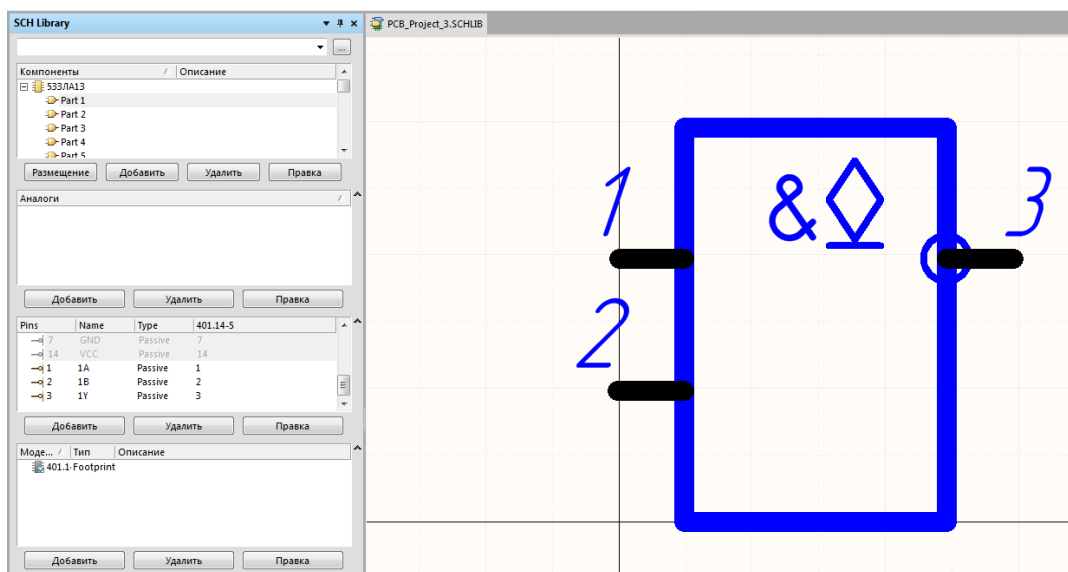 SCH Library
PCB_Project_3.SCHLIB
...
Компоненты / Описание
533ЛА13
Part 1
Part 2
Part 3
Part 4
Part 5
Размещение Добавить Удалить Правка
Аналоги /
Добавить Удалить Правка
Pins Name Type 401.14-5
7 GND Passive 7
14 VCC Passive 14
1 1A Passive 1
2 1B Passive 2
3 1Y Passive 3
Добавить Удалить Правка
Моде... / Тип Описание
401.1 Footprint
Добавить Удалить Правка
1 & 3
2